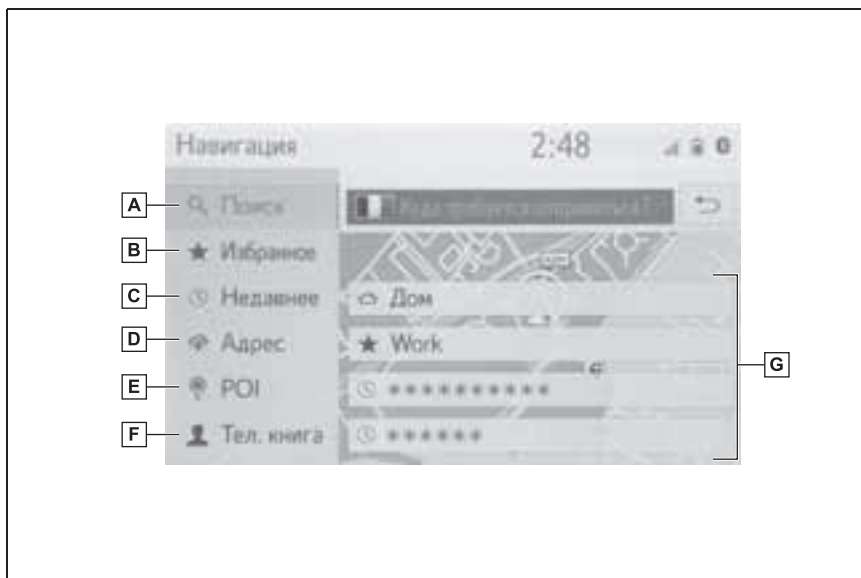 Навигация 2:48
A Поиск
B Избранное
C Недавнее Дом
D Адрес Work
G
E POI **********
F Тел. книга ******